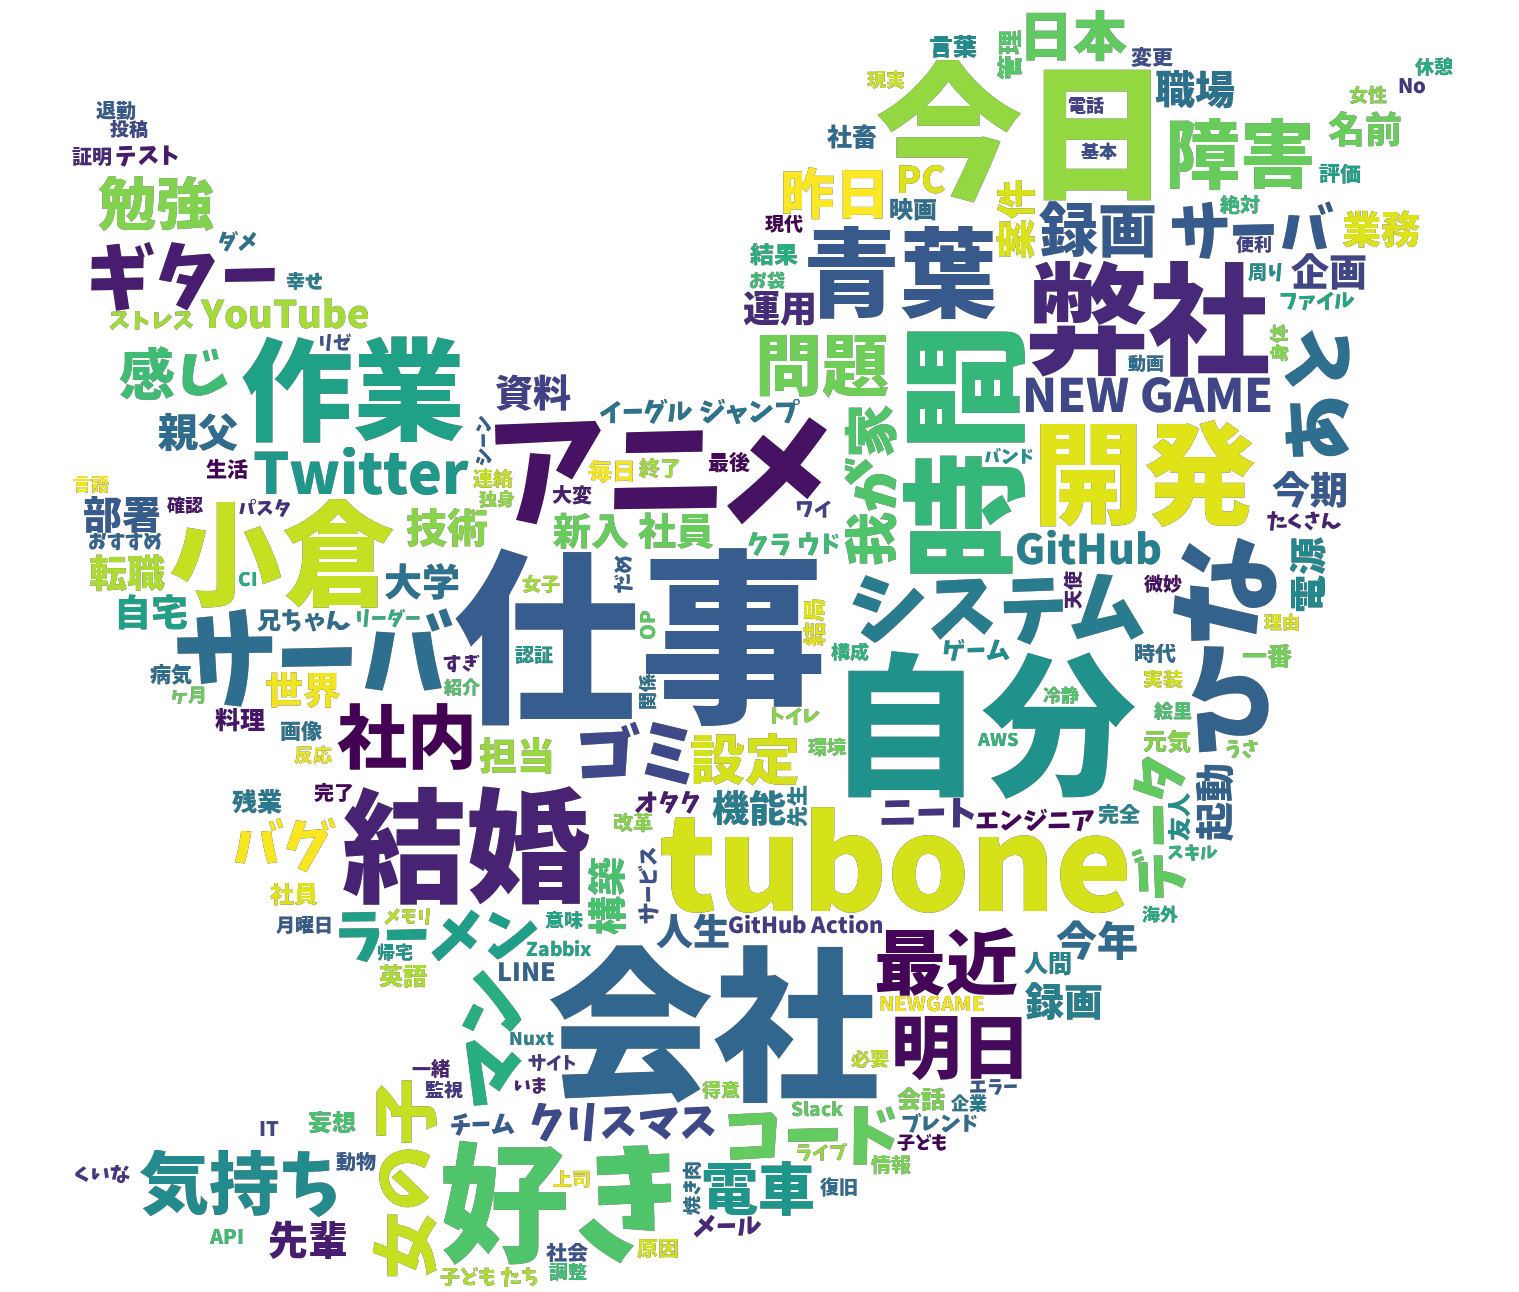 日本
言葉
管理
変更
休憩
現実
今日
電話
職場
No
女性
退勤
投稿
社畜
基本
障害
名前
証明
テスト
評価
勉強
昨日
PC
案件
映画
絶対
現代
録画
サーバ
便利
業務
ダメ
ギター
結果
青葉
企画
幸せ
お袋
弊社
周り
ファイル
ストレス
YouTube
運用
リゼ
問題
時間
動画
身体
感じ
作業
資料
NEW GAME
イーグル ジャンプ
親父
シーン
アニメ
我が家
開発
生活
Twitter
連絡
毎日
終了
最後
バンド
今期
言語
独身
大変
ワイ
部署
確認
パスタ
技術
新入 社員
クラ ウド
たくさん
おすすめ
小倉
GitHub
電源
転職
CI
大学
仕事
女子
だめ
システム
天使
微妙
自宅
兄ちゃん
リーダー
OP
結局
理由
サーバ
すぎ
認証
構成
ゲーム
時代
一番
病気
紹介
関係
自分
冷静
実装
ケ月
世界
料理
社内
トイレ
絵里
画像
担当
ゴミ
設定
環境
AWS
元気
うさ
反応
データ
起動
残業
完了
結婚
オタク
機能
先生
ニート
エンジニア
完全
友人
バグ
改革
tubone
スキル
社員
構築
サービス
月曜日
ラーメン
メモリ
意味
人生
GitHub Action
海外
帰宅
Zabbix
最近
今年
英語
LINE
人間
マン
会社
NEWGAME
録画
Nuxt
明日
サイト
必要
一緒
監視
いま
得意
エラー
女の子
会話
企業
妄想
チーム
クリスマス
Slack
コード
ブレンド
IT
子ども
くいな
気持ち
動物
好き
上司
焼き肉
電車
ライブ
情報
復旧
API
先輩
メール
社会
原因
子ども たち
調整